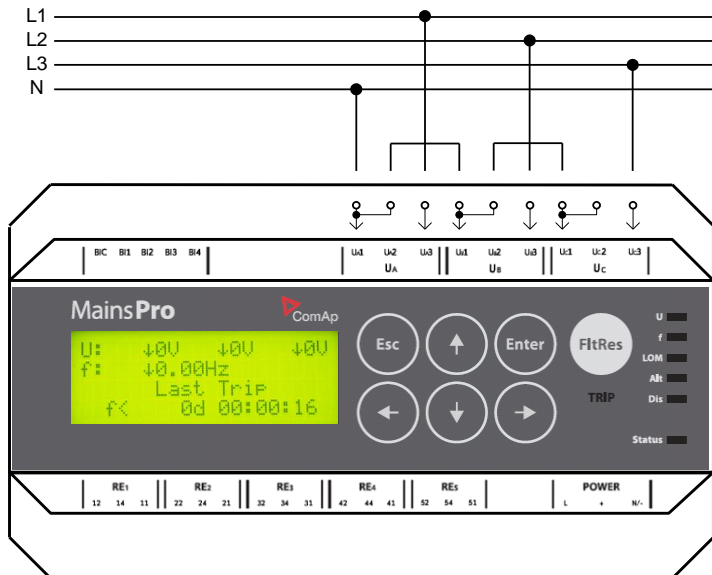 L1
L2
L3
N
BIC BI1 BI2 BI3 BI4
UA1 UA2 UA3 UB1 UB2 UB3 UC1 UC2 UC3
UA UB UC
MainsPro
ComAp
U: ↓0V ↓0V ↓0V
f: ↓0.00Hz
Last Trip
f< 0d 00:00:16
Esc ↑ Enter FltRes
← ↓ →
TRIP
U
f
LOM
Alt
Dis
Status
RE1 RE2 RE3 RE4 RE5 POWER
12 14 11 22 24 21 32 34 31 42 44 41 52 54 51 L + N/-